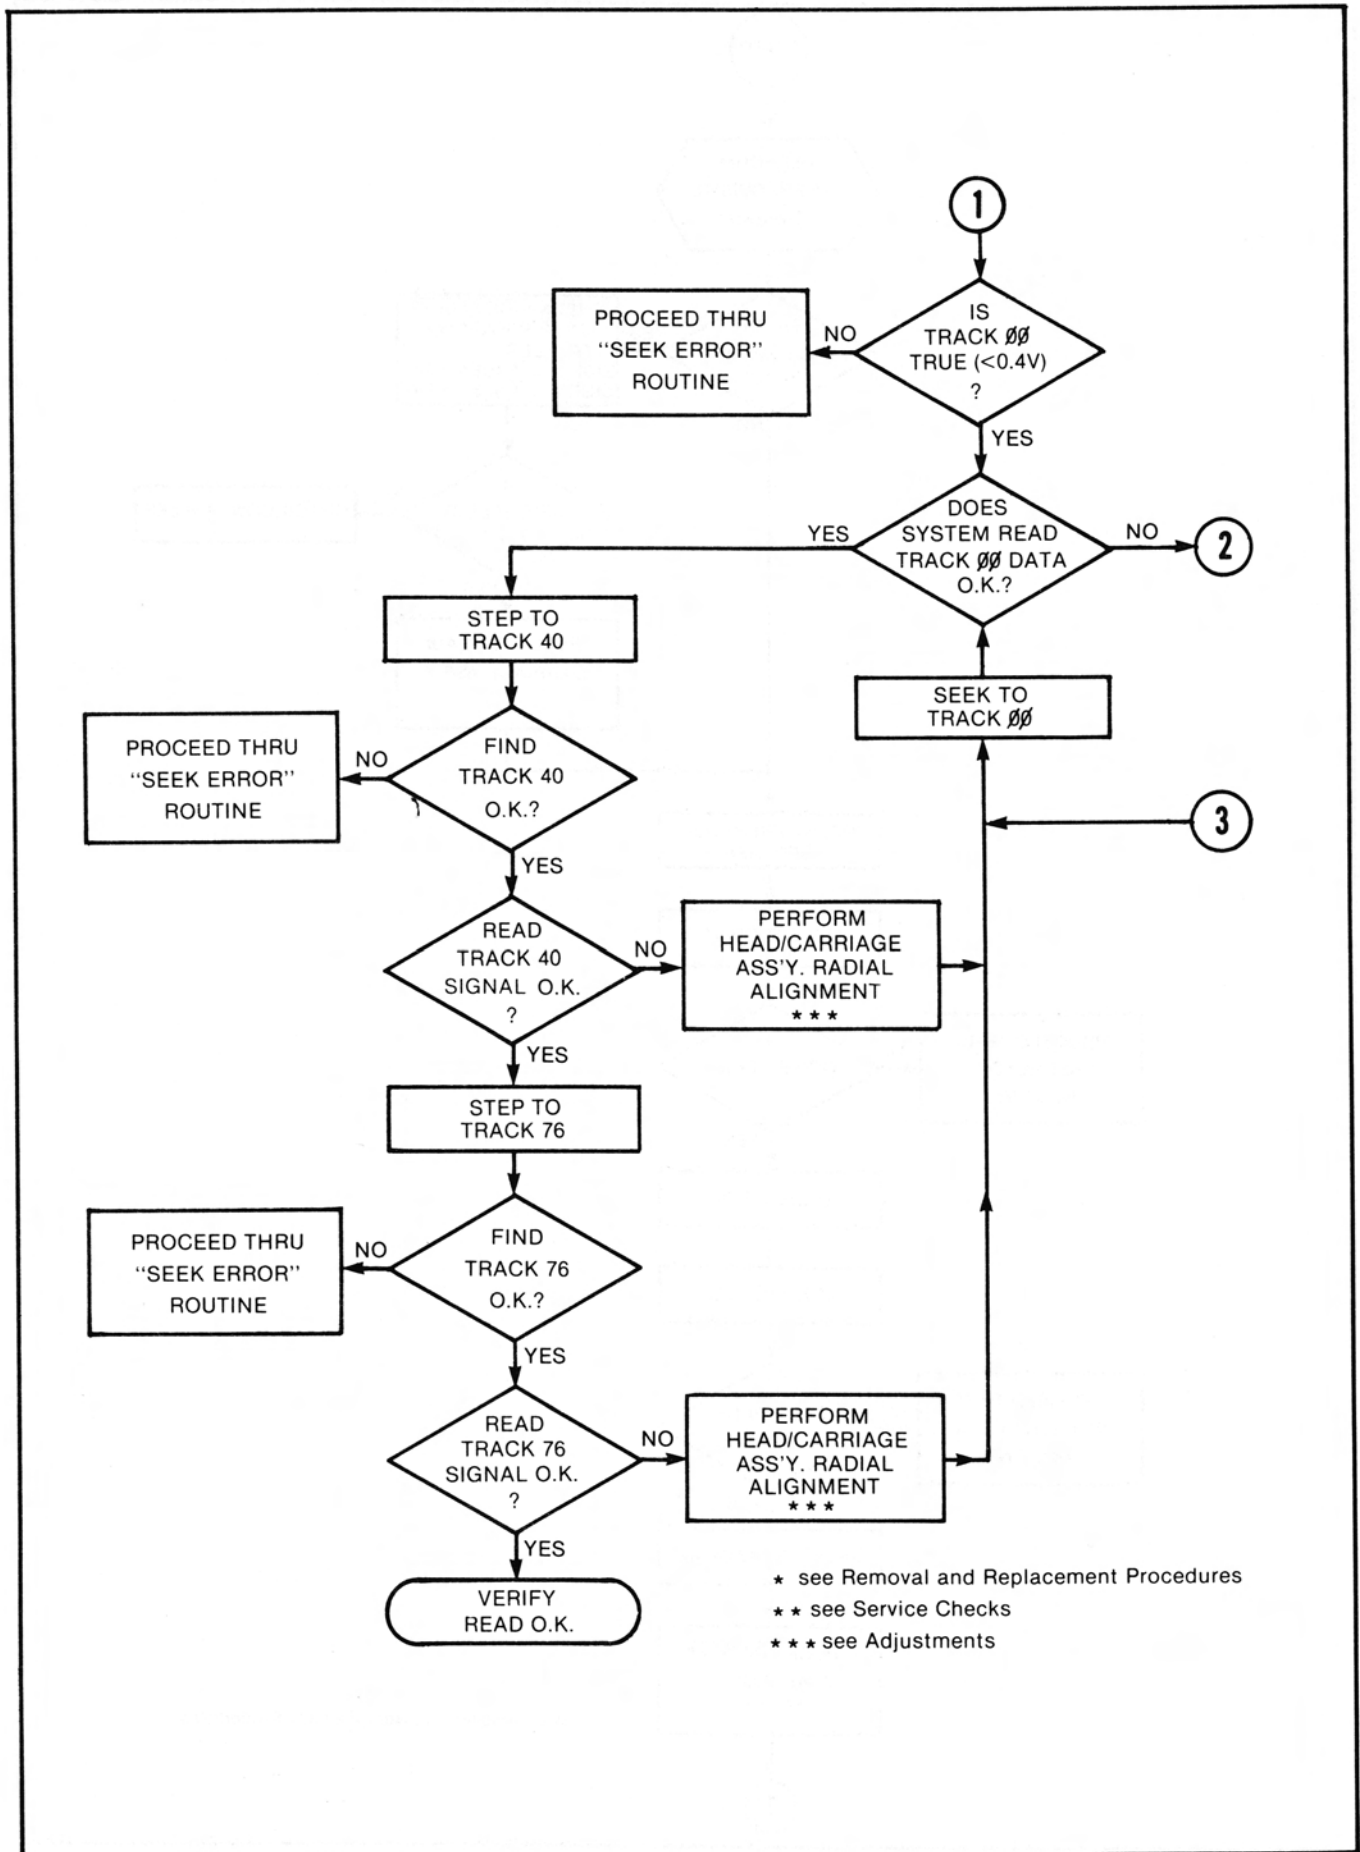 1
IS
TRACK ØØ
TRUE (<0.4V)
?
NO
PROCEED THRU
“SEEK ERROR”
ROUTINE
YES
DOES
SYSTEM READ
TRACK ØØ DATA
O.K.?
YES
NO
2
STEP TO
TRACK 40
SEEK TO
TRACK ØØ
FIND
TRACK 40
O.K.?
NO
PROCEED THRU
“SEEK ERROR”
ROUTINE
3
YES
READ
TRACK 40
SIGNAL O.K.
?
NO
PERFORM
HEAD/CARRIAGE
ASS'Y. RADIAL
ALIGNMENT
***
YES
STEP TO
TRACK 76
FIND
TRACK 76
O.K.?
NO
PROCEED THRU
“SEEK ERROR”
ROUTINE
YES
READ
TRACK 76
SIGNAL O.K.
?
NO
PERFORM
HEAD/CARRIAGE
ASS'Y. RADIAL
ALIGNMENT
***
YES
VERIFY
READ O.K.
* see Removal and Replacement Procedures
** see Service Checks
*** see Adjustments